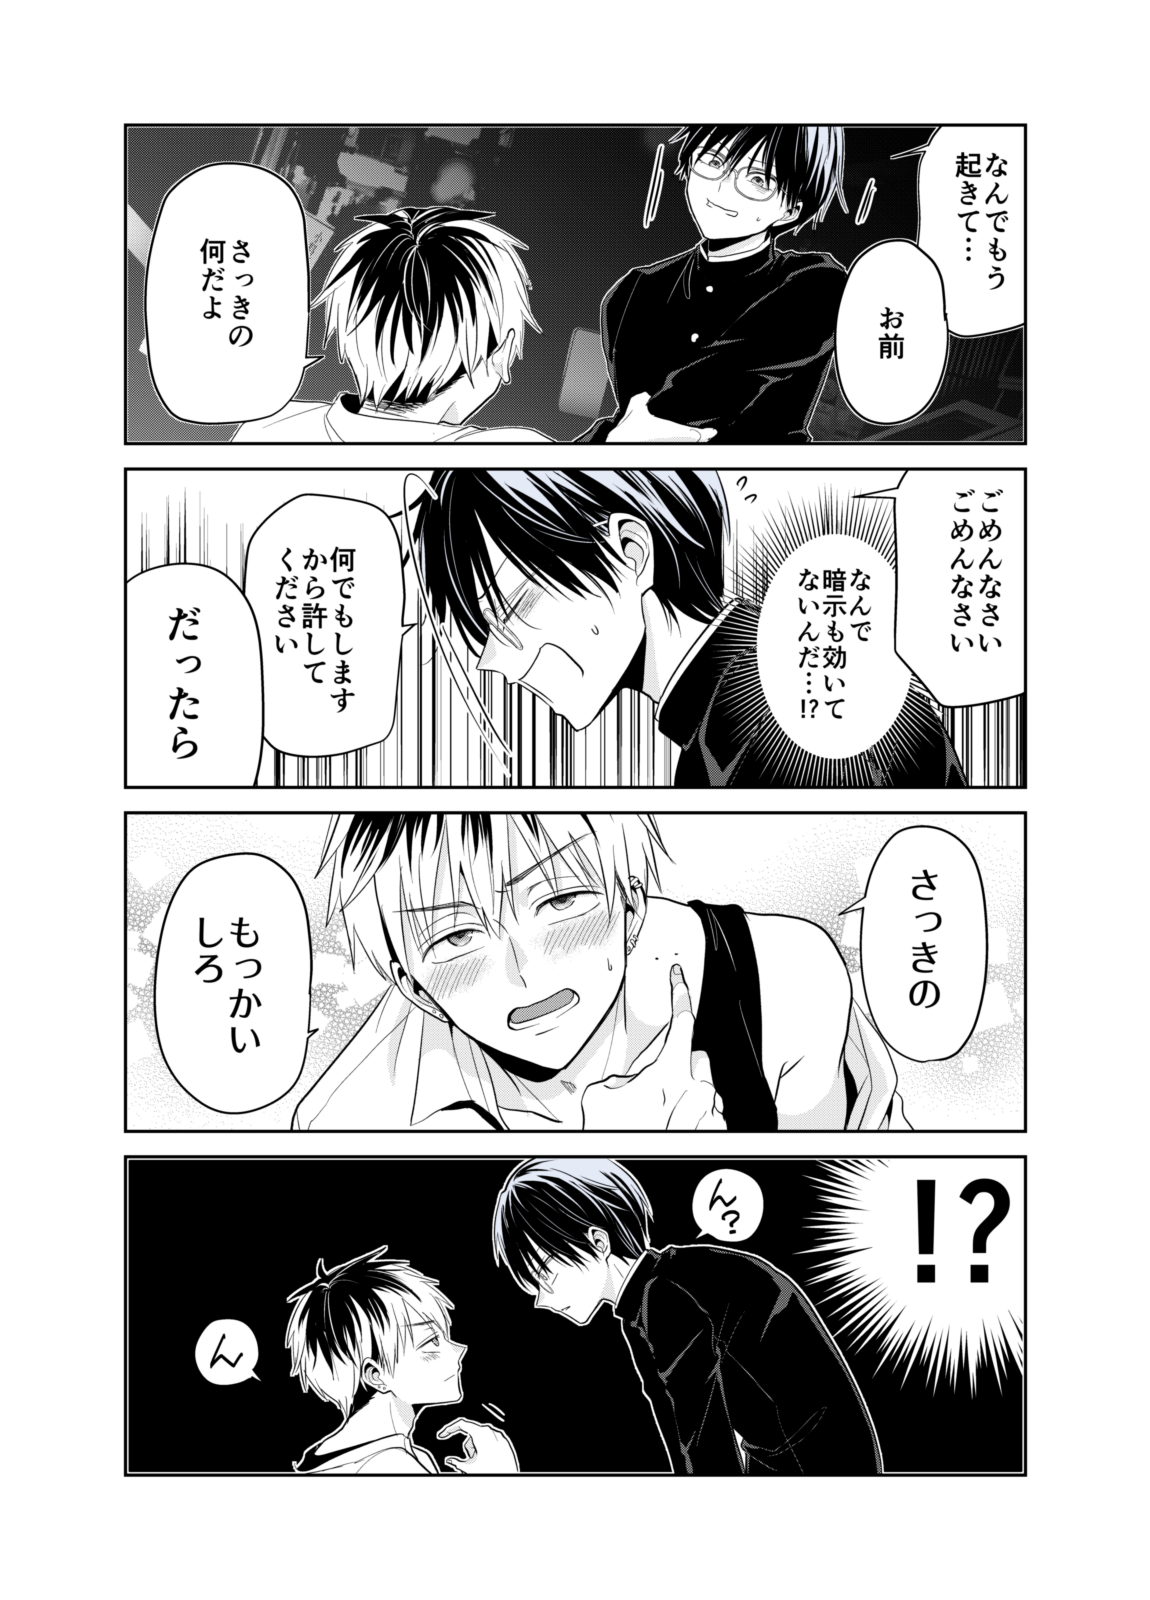 なんでもう
起きて…
お前
さっきの
何だよ
ごめんなさい
ごめんなさい
なんで
暗示も効いて
ないんだ…!?
何でもします
から許して
ください
だったら
さっきの
もっかい
しろ
!?
ん?
ん